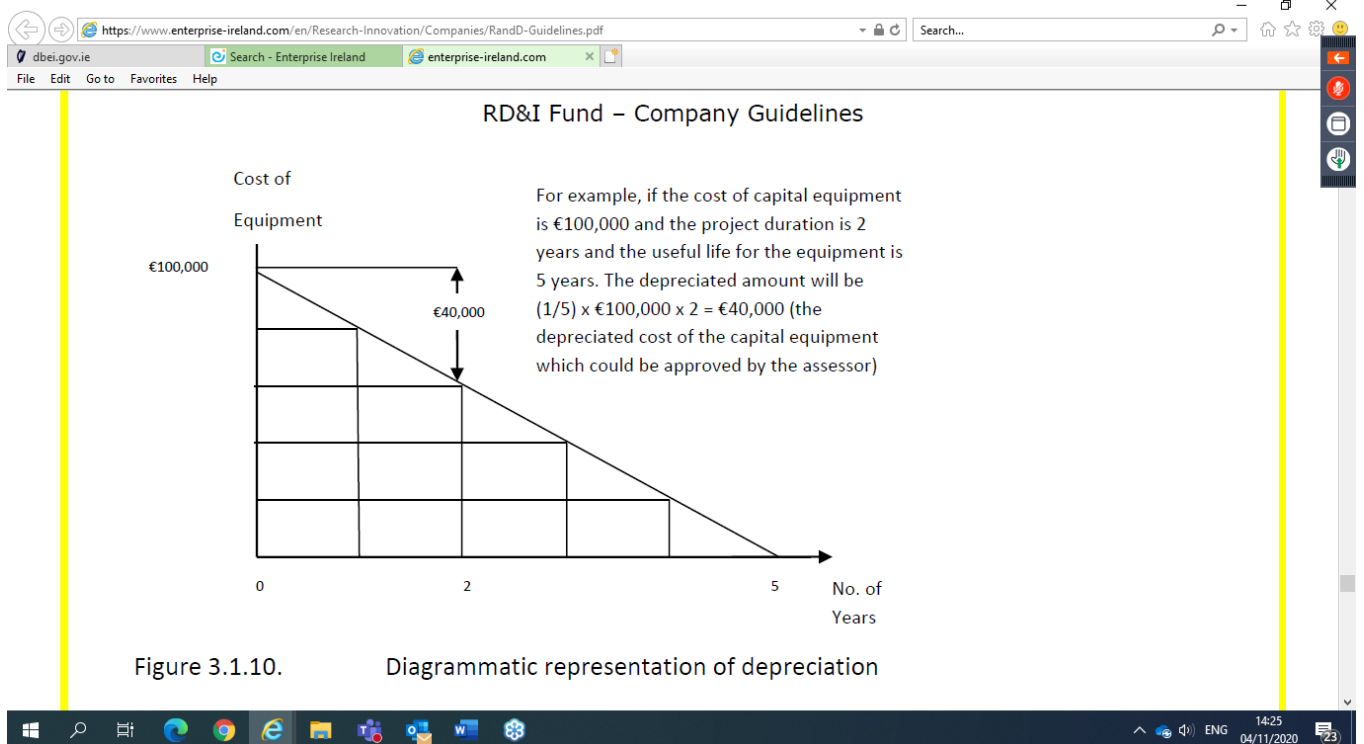 https://www.enterprise-ireland.com/en/Research-Innovation/Companies/RandD-Guidelines.pdf
Search...
dbei.gov.ie
Search - Enterprise Ireland
enterprise-ireland.com
File Edit Go to Favorites Help
RD&I Fund – Company Guidelines
Cost of
Equipment
€100,000
€40,000
For example, if the cost of capital equipment
is €100,000 and the project duration is 2
years and the useful life for the equipment is
5 years. The depreciated amount will be
(1/5) x €100,000 x 2 = €40,000 (the
depreciated cost of the capital equipment
which could be approved by the assessor)
0 2 5
No. of
Years
Figure 3.1.10. Diagrammatic representation of depreciation
ENG
14:25
04/11/2020
23